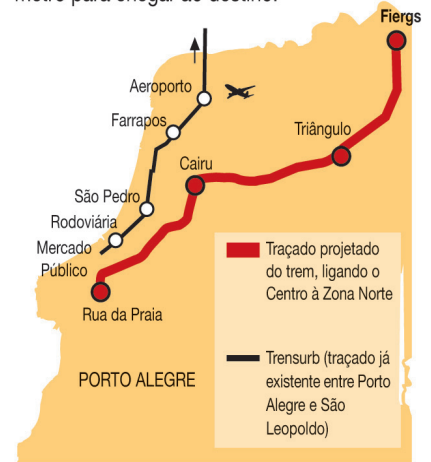 metrô para chegar ao destino.
Fiergs
Aeroporto
Farrapos
Triângulo
Cairu
São Pedro
Rodoviária
Mercado
Público
Rua da Praia
PORTO ALEGRE
Traçado projetado
do trem, ligando o
Centro à Zona Norte
Trensurb (traçado já
existente entre Porto
Alegre e São
Leopoldo)